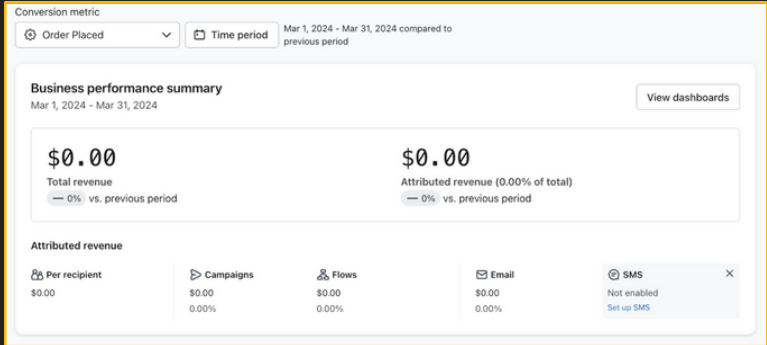 Conversion metric
Order Placed
Time period
Mar 1, 2024 - Mar 31, 2024 compared to
previous period
Business performance summary
Mar 1, 2024 - Mar 31, 2024
View dashboards
$0.00
Total revenue
— 0% vs. previous period
$0.00
Attributed revenue (0.00% of total)
— 0% vs. previous period
Attributed revenue
Per recipient
$0.00
Campaigns
$0.00
0.00%
Flows
$0.00
0.00%
Email
$0.00
0.00%
SMS
Not enabled
Set up SMS